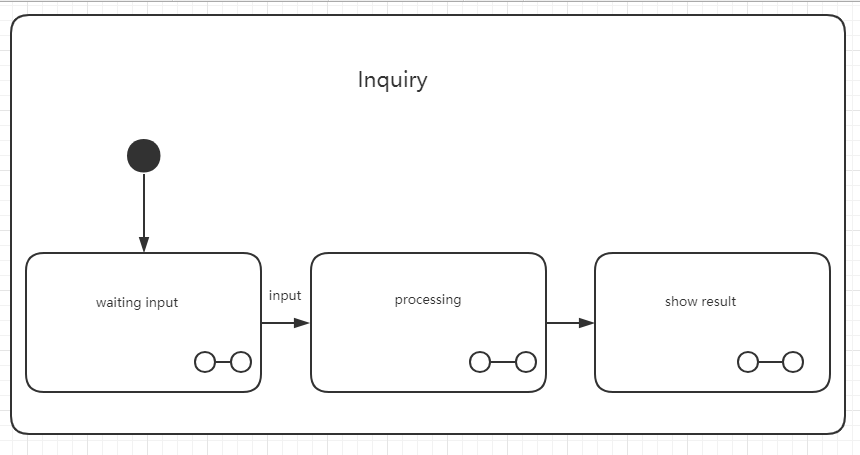 Inquiry
waiting input
input
processing
show result